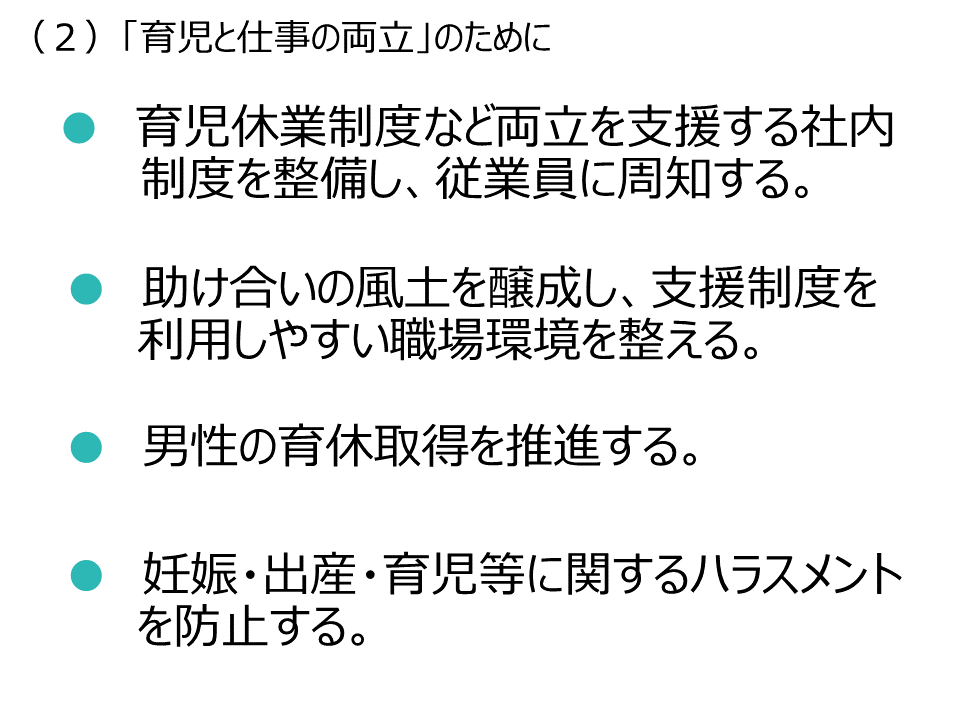 （２）「育児と仕事の両立」のために
● 育児休業制度など両立を支援する社内
制度を整備し、従業員に周知する。
● 助け合いの風土を醸成し、支援制度を
利用しやすい職場環境を整える。
● 男性の育休取得を推進する。
● 妊娠・出産・育児等に関するハラスメント
を防止する。